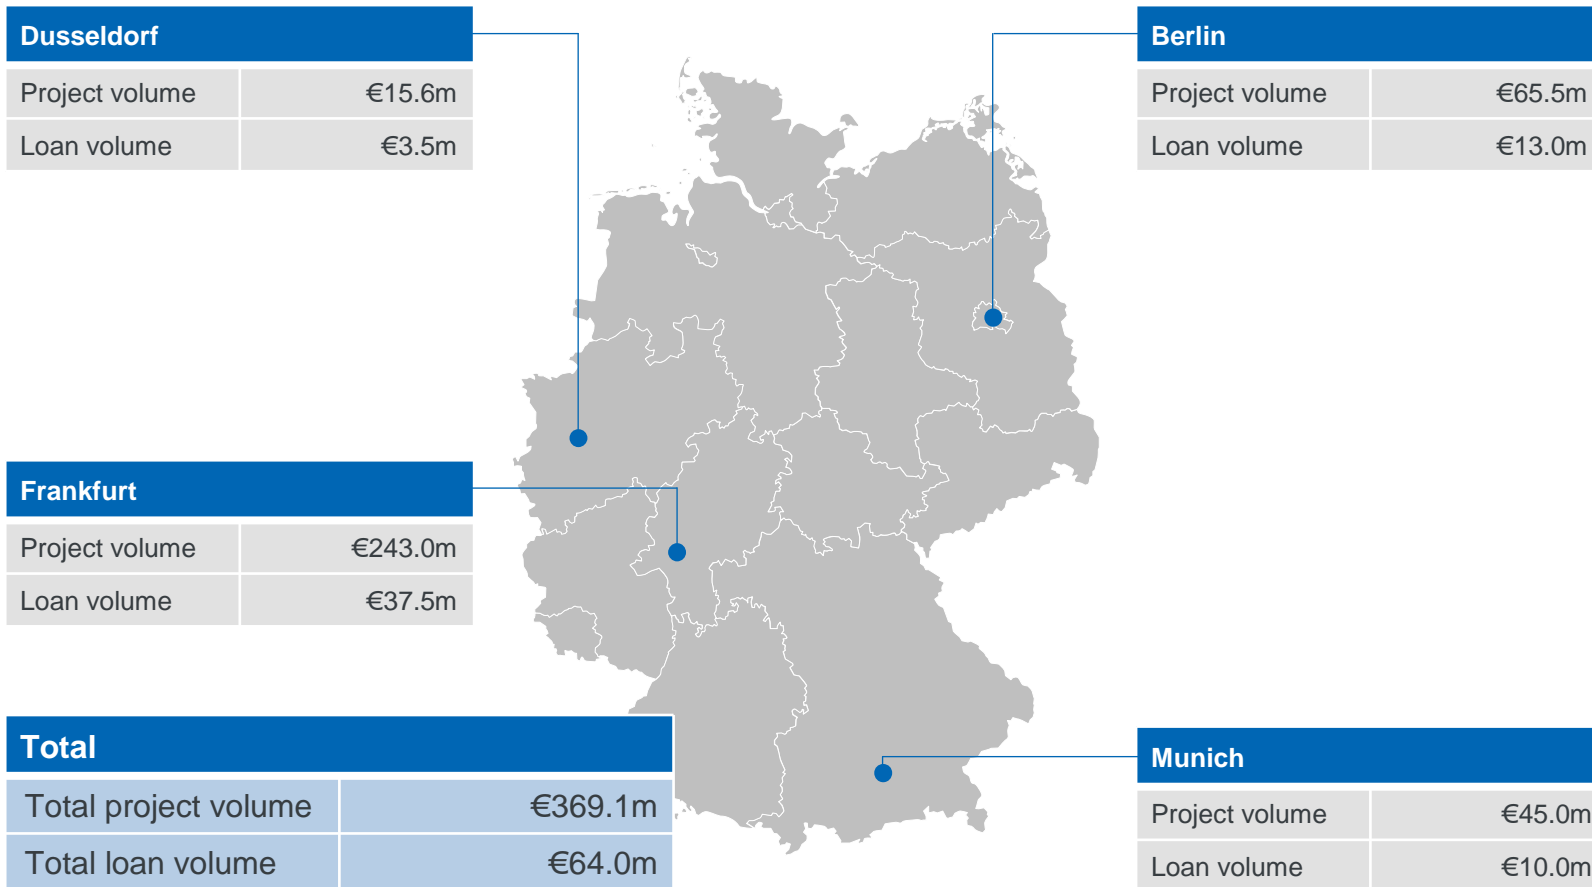 Dusseldorf
Project volume €15.6m
Loan volume €3.5m
Berlin
Project volume €65.5m
Loan volume €13.0m
Frankfurt
Project volume €243.0m
Loan volume €37.5m
Total
Total project volume €369.1m
Total loan volume €64.0m
Munich
Project volume €45.0m
Loan volume €10.0m